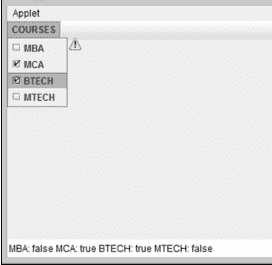 Applet
COURSES
MBA
MCA
BTECH
MTECH
MBA: false MCA: true BTECH: true MTECH: false